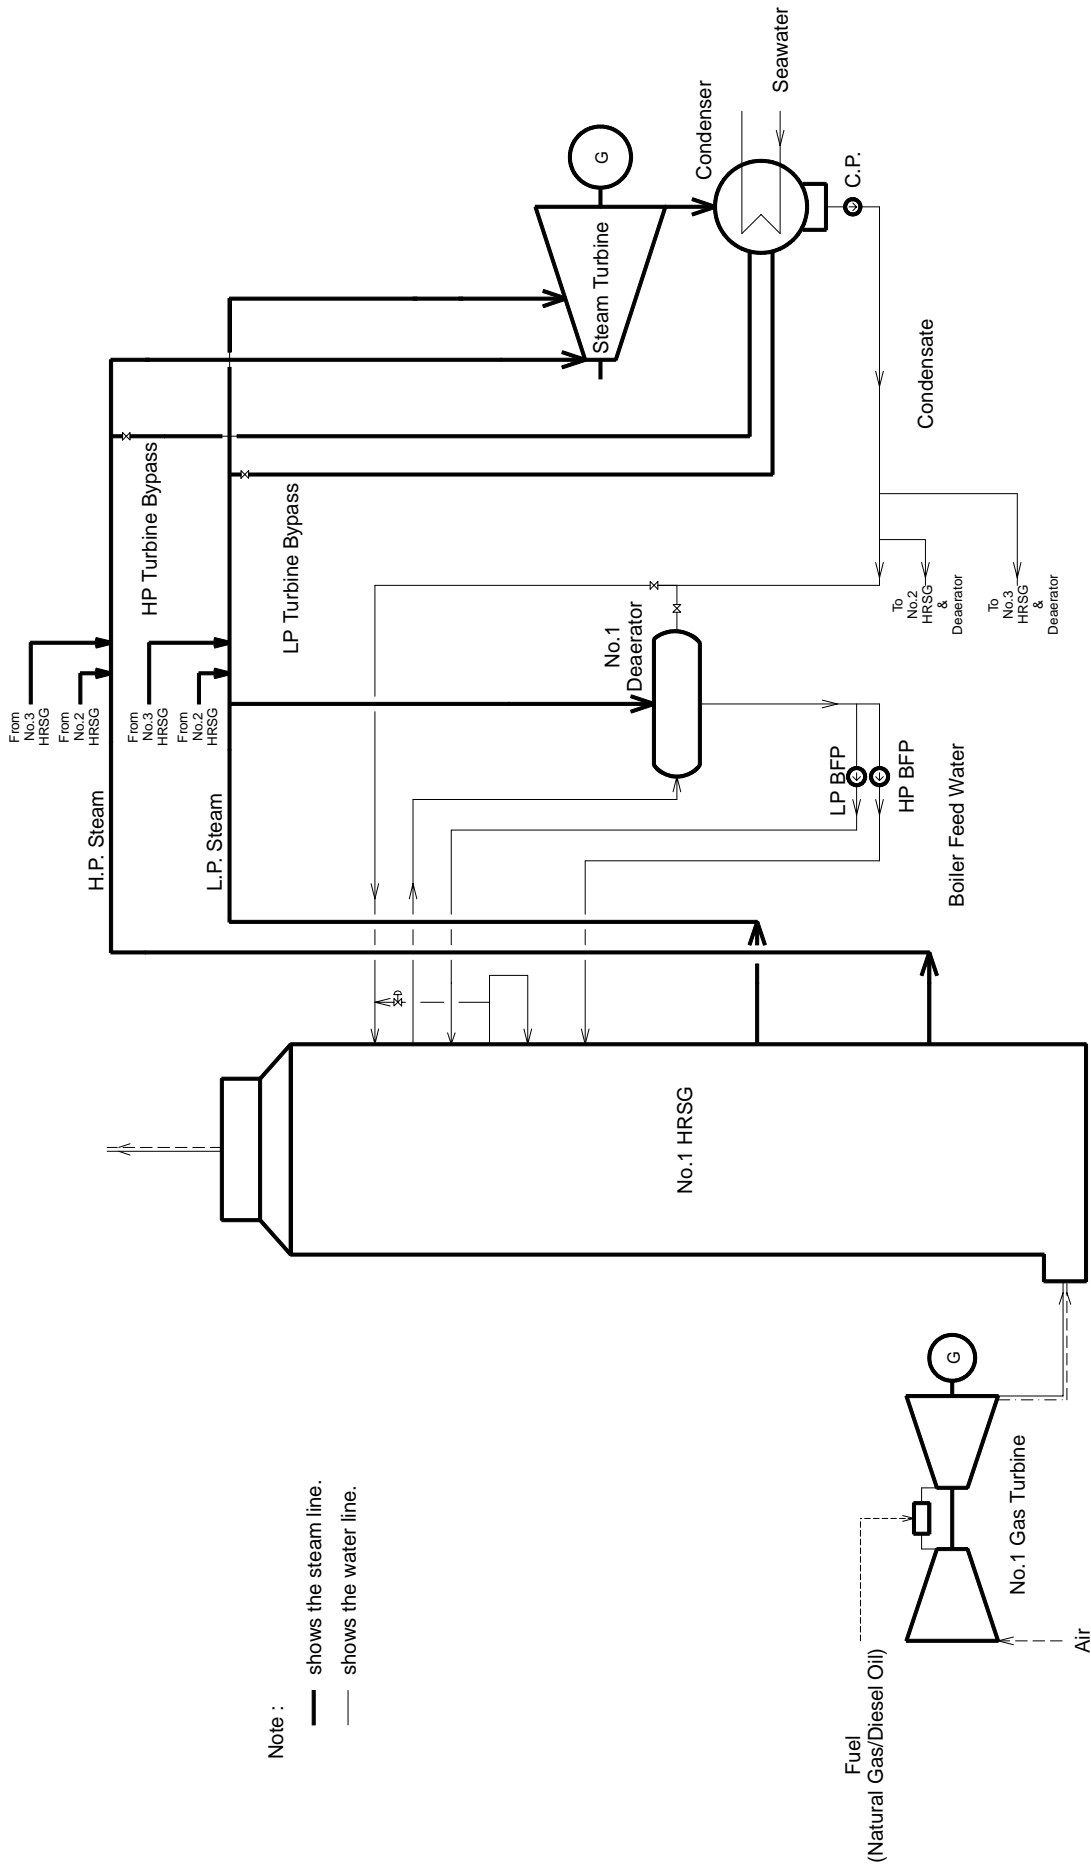 From
No.3
HRSG
From
No.2
HRSG
From
No.3
HRSG
From
No.2
HRSG
H.P. Steam
HP Turbine Bypass
L.P. Steam
LP Turbine Bypass
Steam Turbine
G
Condenser
Seawater
C.P.
Condensate
To
No.2
HRSG
&
Deaerator
To
No.3
HRSG
&
Deaerator
No.1
Deaerator
LP BFP
HP BFP
Boiler Feed Water
No.1 HRSG
G
No.1 Gas Turbine
Air
Fuel
(Natural Gas/Diesel Oil)
Note :
shows the steam line.
shows the water line.